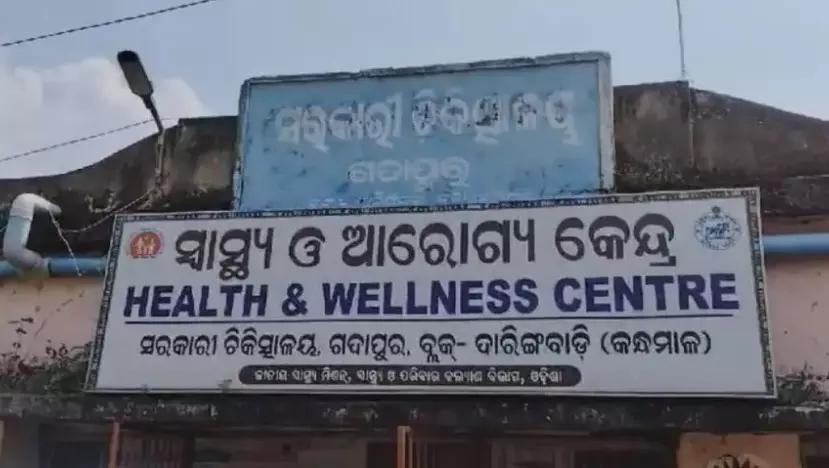 ସରକାରୀ ଚିକିତ୍ସାଳୟ
ଗଦାପୁର
ସ୍ୱାସ୍ଥ୍ୟ ଓ ଆରୋଗ୍ୟ କେନ୍ଦ୍ର
HEALTH & WELLNESS CENTRE
ସରକାରୀ ଚିକିତ୍ସାଳୟ, ଗଦାପୁର, ବ୍ଲକ୍- ଦାରିଙ୍ଗବାଡ଼ି (କନ୍ଧମାଳ)
ଜାତୀୟ ସ୍ୱାସ୍ଥ୍ୟ ମିଶନ୍, ସ୍ୱାସ୍ଥ୍ୟ ଓ ପରିବାର କଲ୍ୟାଣ ବିଭାଗ, ଓଡ଼ିଶା